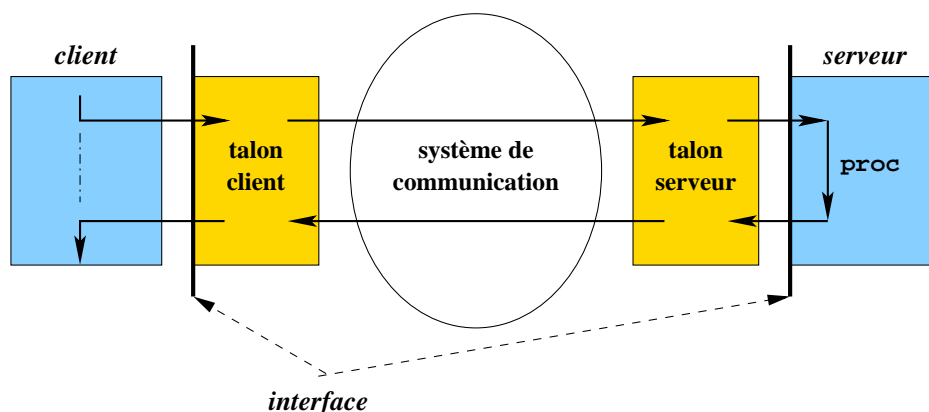 client
serveur
talon
client
système de
communication
talon
serveur
proc
interface